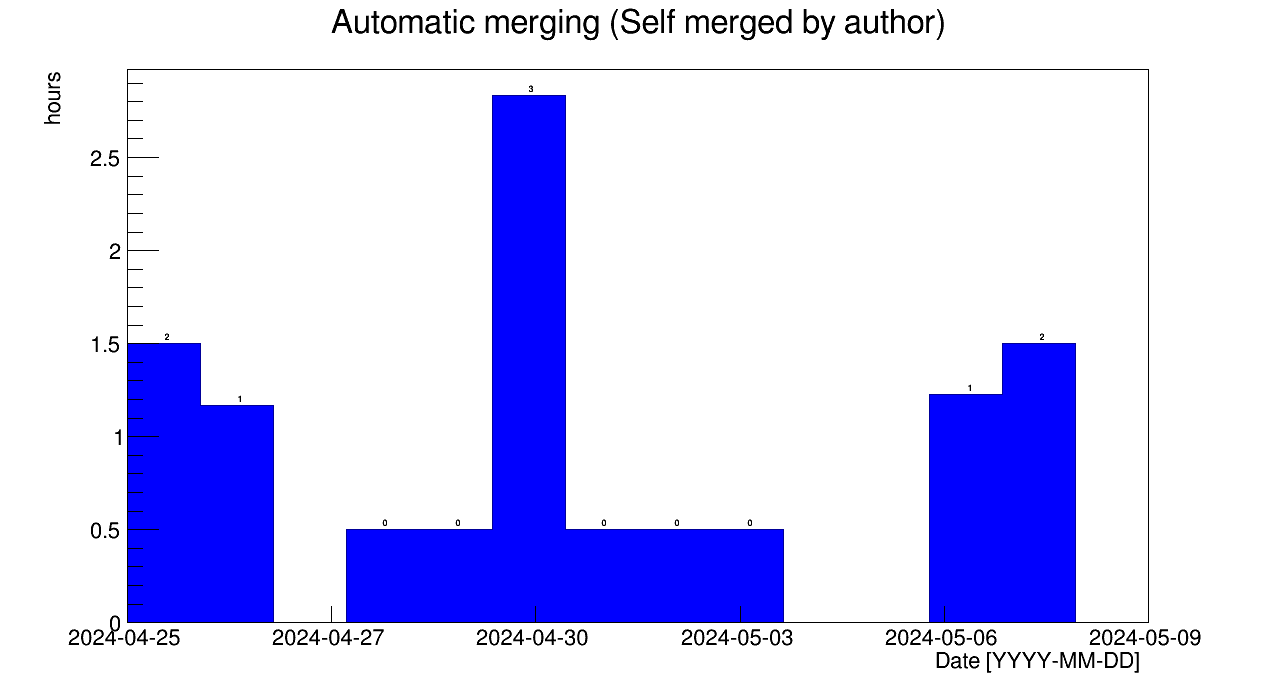 Automatic merging (Self merged by author)
hours
3
2.5
2
1.5
2
2
1
1
1
0.5
0 0 0 0 0
0
2024-04-25 2024-04-27 2024-04-30 2024-05-03 2024-05-06 2024-05-09
Date [YYYY-MM-DD]